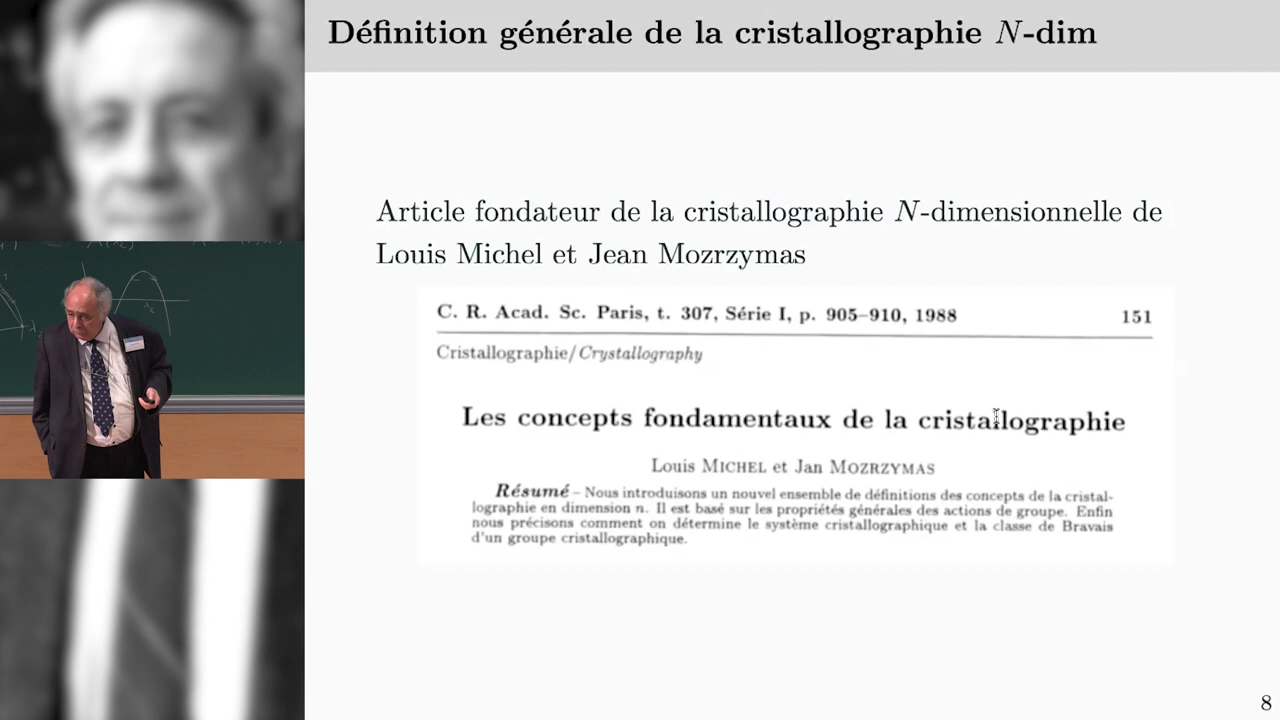 Définition générale de la cristallographie N-dim
Article fondateur de la cristallographie N-dimensionnelle de
Louis Michel et Jean Mozrzymas
C. R. Acad. Sc. Paris, t. 307, Série I, p. 905–910, 1988 151
Cristallographie/Crystallography
Les concepts fondamentaux de la cristallographie
Louis MICHEL et Jan MOZRZYMAS
Résumé – Nous introduisons un nouvel ensemble de définitions des concepts de la cristal-
lographie en dimension n. Il est basé sur les propriétés générales des actions de groupe. Enfin
nous précisons comment on détermine le système cristallographique et la classe de Bravais
d'un groupe cristallographique.
8